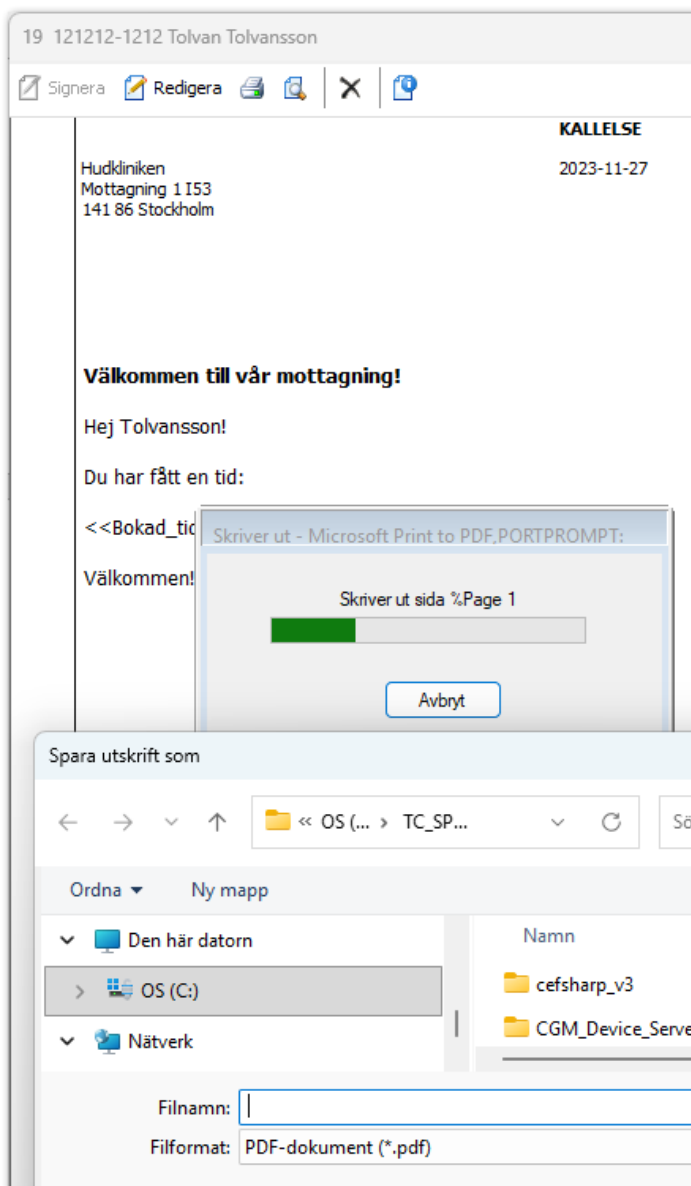 19 121212-1212 Tolvan Tolvansson
Signera Redigera
KALLELSE
Hudkliniken 2023-11-27
Mottagning 1 I53
141 86 Stockholm
Välkommen till vår mottagning!
Hej Tolvansson!
Du har fått en tid:
<<Bokad_tid
Skriver ut - Microsoft Print to PDF,PORTPROMPT:
Välkommen!
Skriver ut sida %Page 1
Avbryt
Spara utskrift som
« OS (... › TC_SP... Sö
Ordna Ny mapp
Den här datorn Namn
OS (C:) cefsharp_v3
Nätverk CGM_Device_Serve
Filnamn:
Filformat: PDF-dokument (*.pdf)